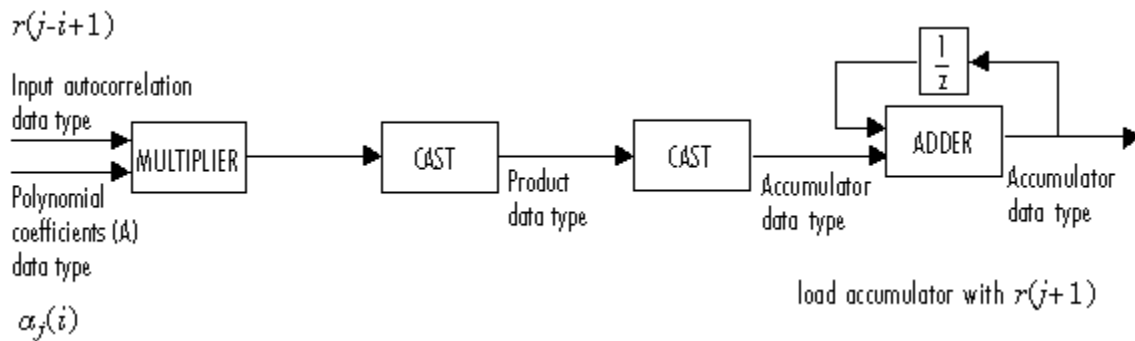 r(j-i+1)
Input autocorrelation
data type
MULTIPLIER
Polynomial
coefficients (A)
data type
αj(i)
CAST
Product
data type
CAST
Accumulator
data type
1
z
ADDER
Accumulator
data type
load accumulator with r(j+1)